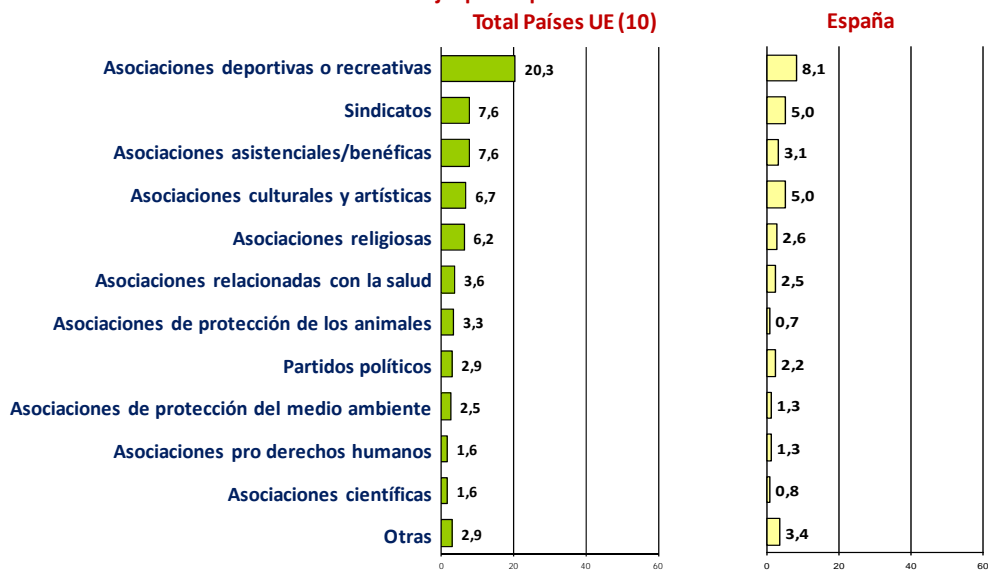 Total Países UE (10) España
Asociaciones deportivas o recreativas 20,3 8,1
Sindicatos 7,6 5,0
Asociaciones asistenciales/benéficas 7,6 3,1
Asociaciones culturales y artísticas 6,7 5,0
Asociaciones religiosas 6,2 2,6
Asociaciones relacionadas con la salud 3,6 2,5
Asociaciones de protección de los animales 3,3 0,7
Partidos políticos 2,9 2,2
Asociaciones de protección del medio ambiente 2,5 1,3
Asociaciones pro derechos humanos 1,6 1,3
Asociaciones científicas 1,6 0,8
Otras 2,9 3,4
0 20 40 60 0 20 40 60